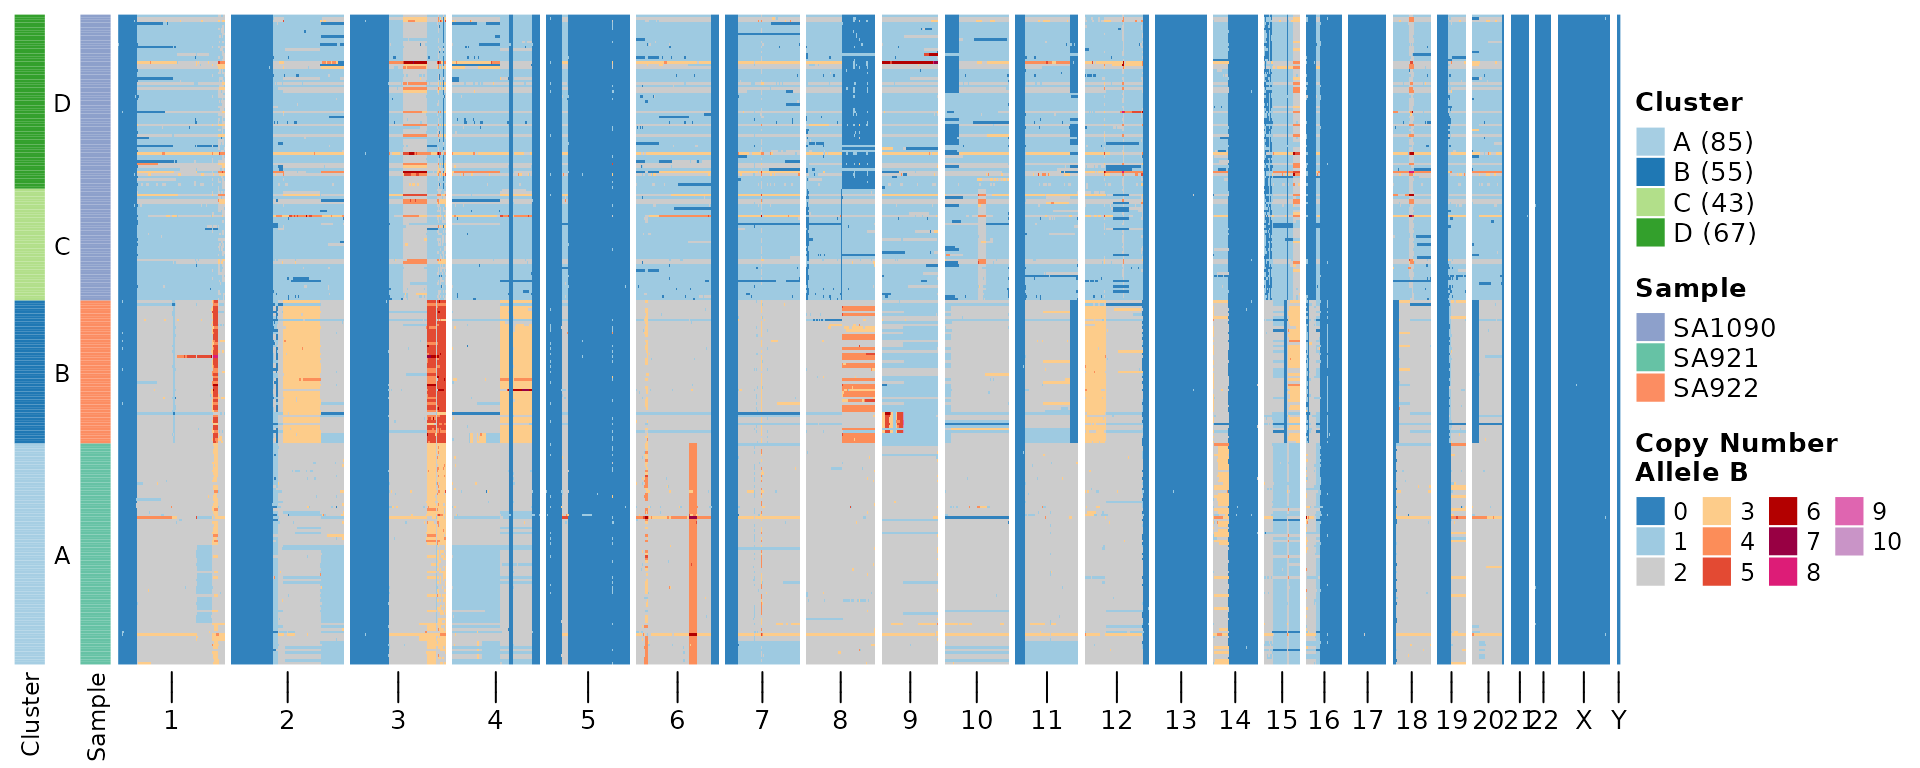 D
C
B
A
Cluster
Sample
1 2 3 4 5 6 7 8 9 10 11 12 13 14 15 16 17 18 19 20 21 22 X Y
Cluster
A (85)
B (55)
C (43)
D (67)
Sample
SA1090
SA921
SA922
Copy Number
Allele B
0 3 6 9
1 4 7 10
2 5 8